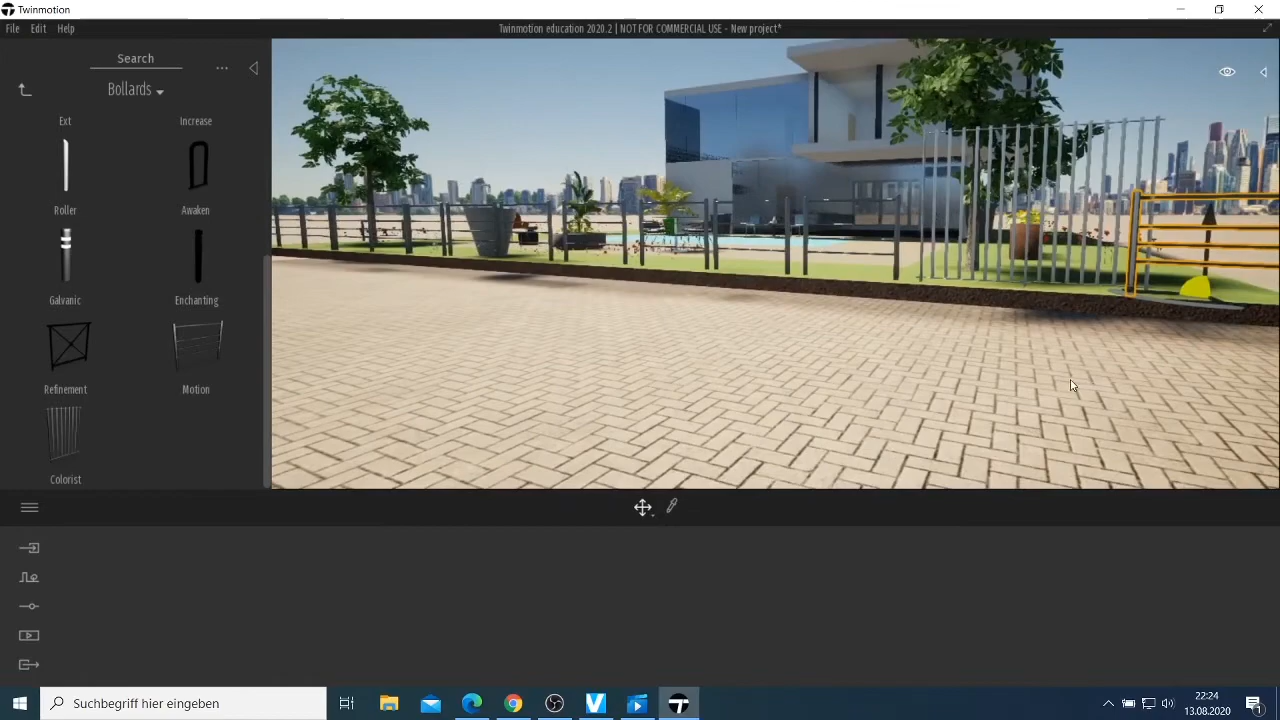 Twinmotion
File Edit Help
Twinmotion education 2020.2 | NOT FOR COMMERCIAL USE - New project*
Search
...
Bollards
Ext Increase
Roller Awaken
Galvanic Enchanting
Refinement Motion
Colorist
Suchbegriff hier eingeben
22:24
13.08.2020
1